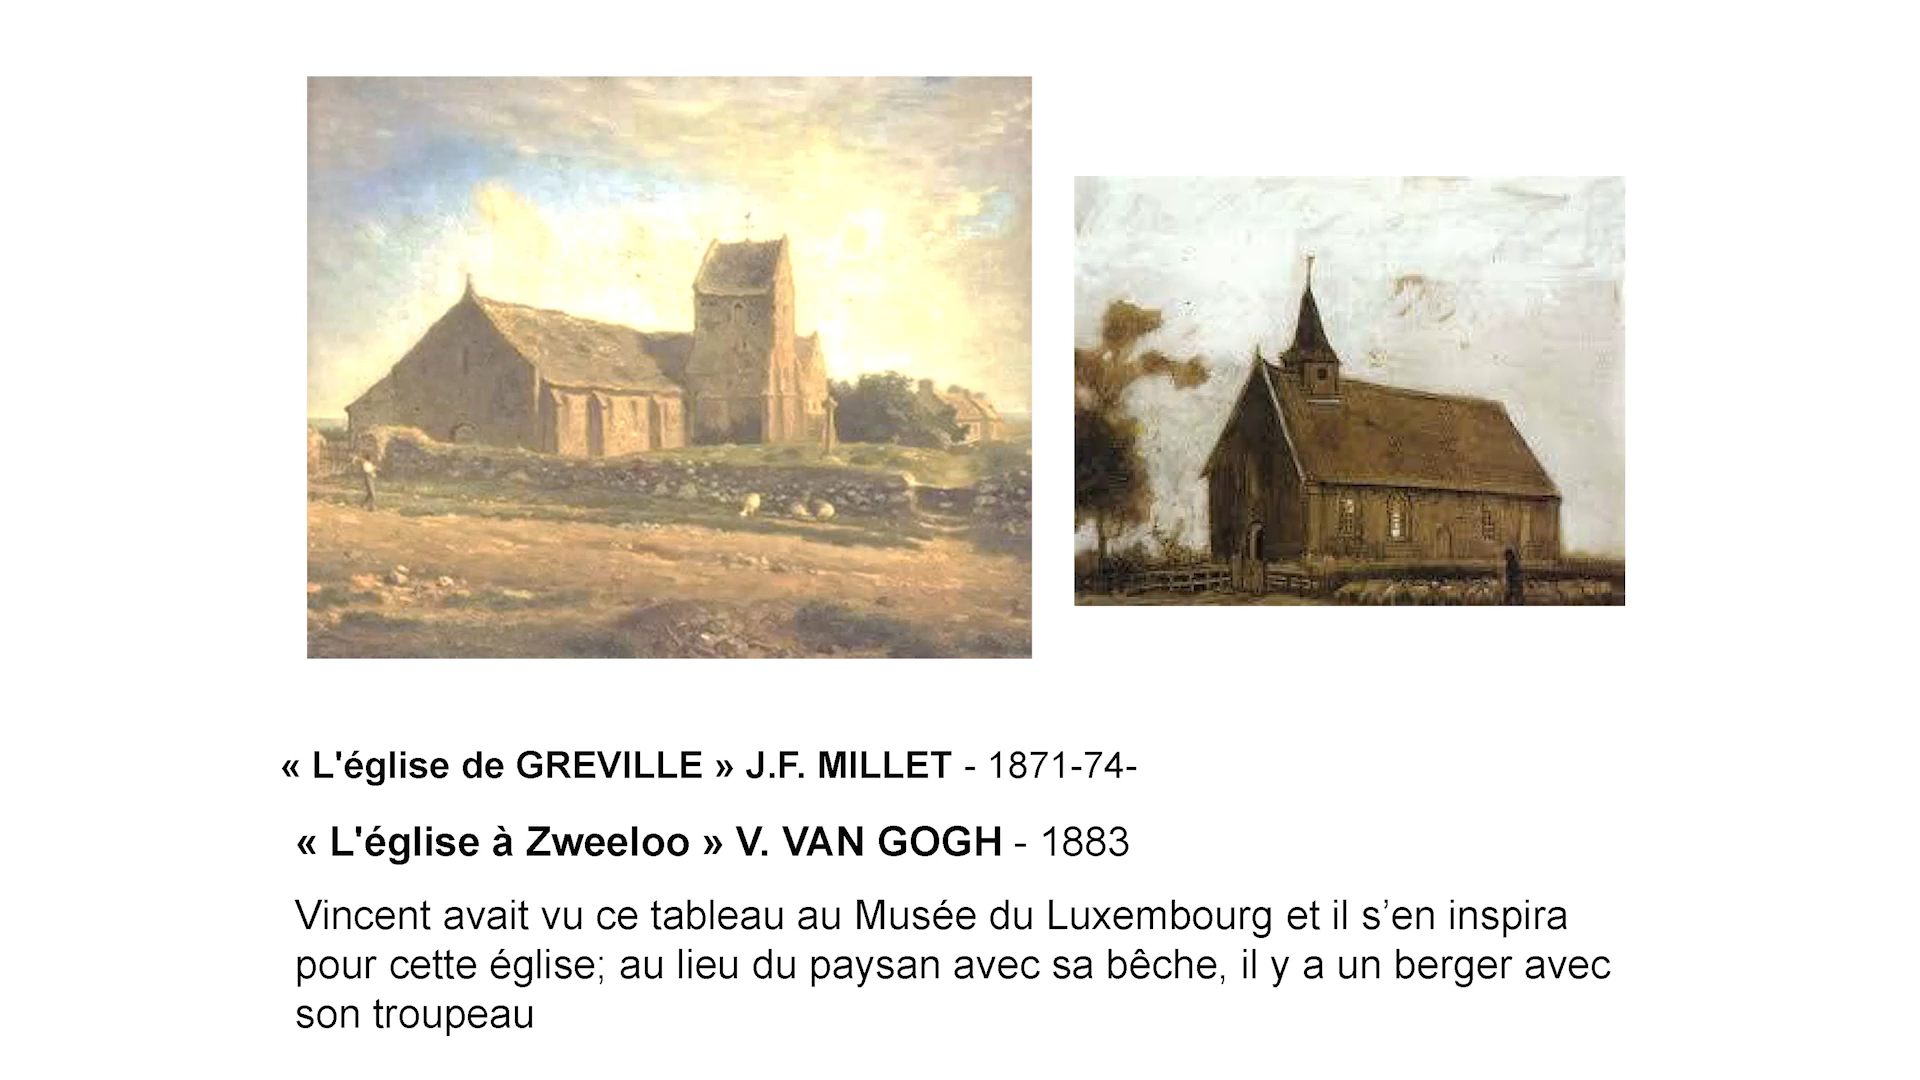 « L'église de GREVILLE » J.F. MILLET - 1871-74-
« L'église à Zweeloo » V. VAN GOGH - 1883
Vincent avait vu ce tableau au Musée du Luxembourg et il s’en inspira
pour cette église; au lieu du paysan avec sa bêche, il y a un berger avec
son troupeau